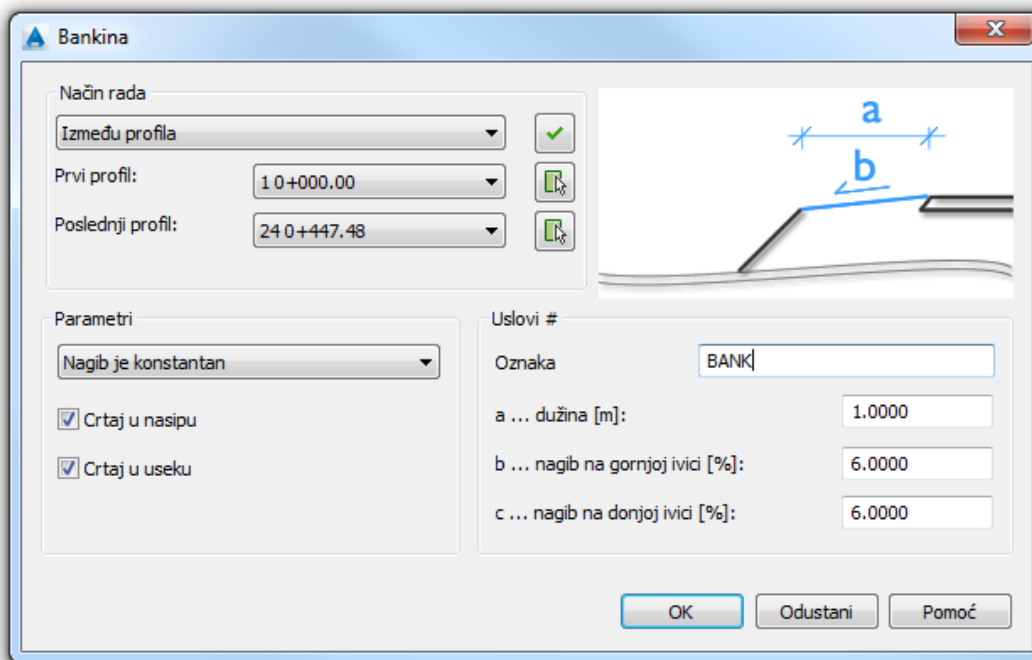 Bankina
Način rada
Između profila
Prvi profil:
1 0+000.00
Poslednji profil:
24 0+447.48
a
b
Parametri
Nagib je konstantan
Crtaj u nasipu
Crtaj u useku
Uslovi #
Oznaka
BANK
a ... dužina [m]:
1.0000
b ... nagib na gornjoj ivici [%]:
6.0000
c ... nagib na donjoj ivici [%]:
6.0000
OK
Odustani
Pomoć